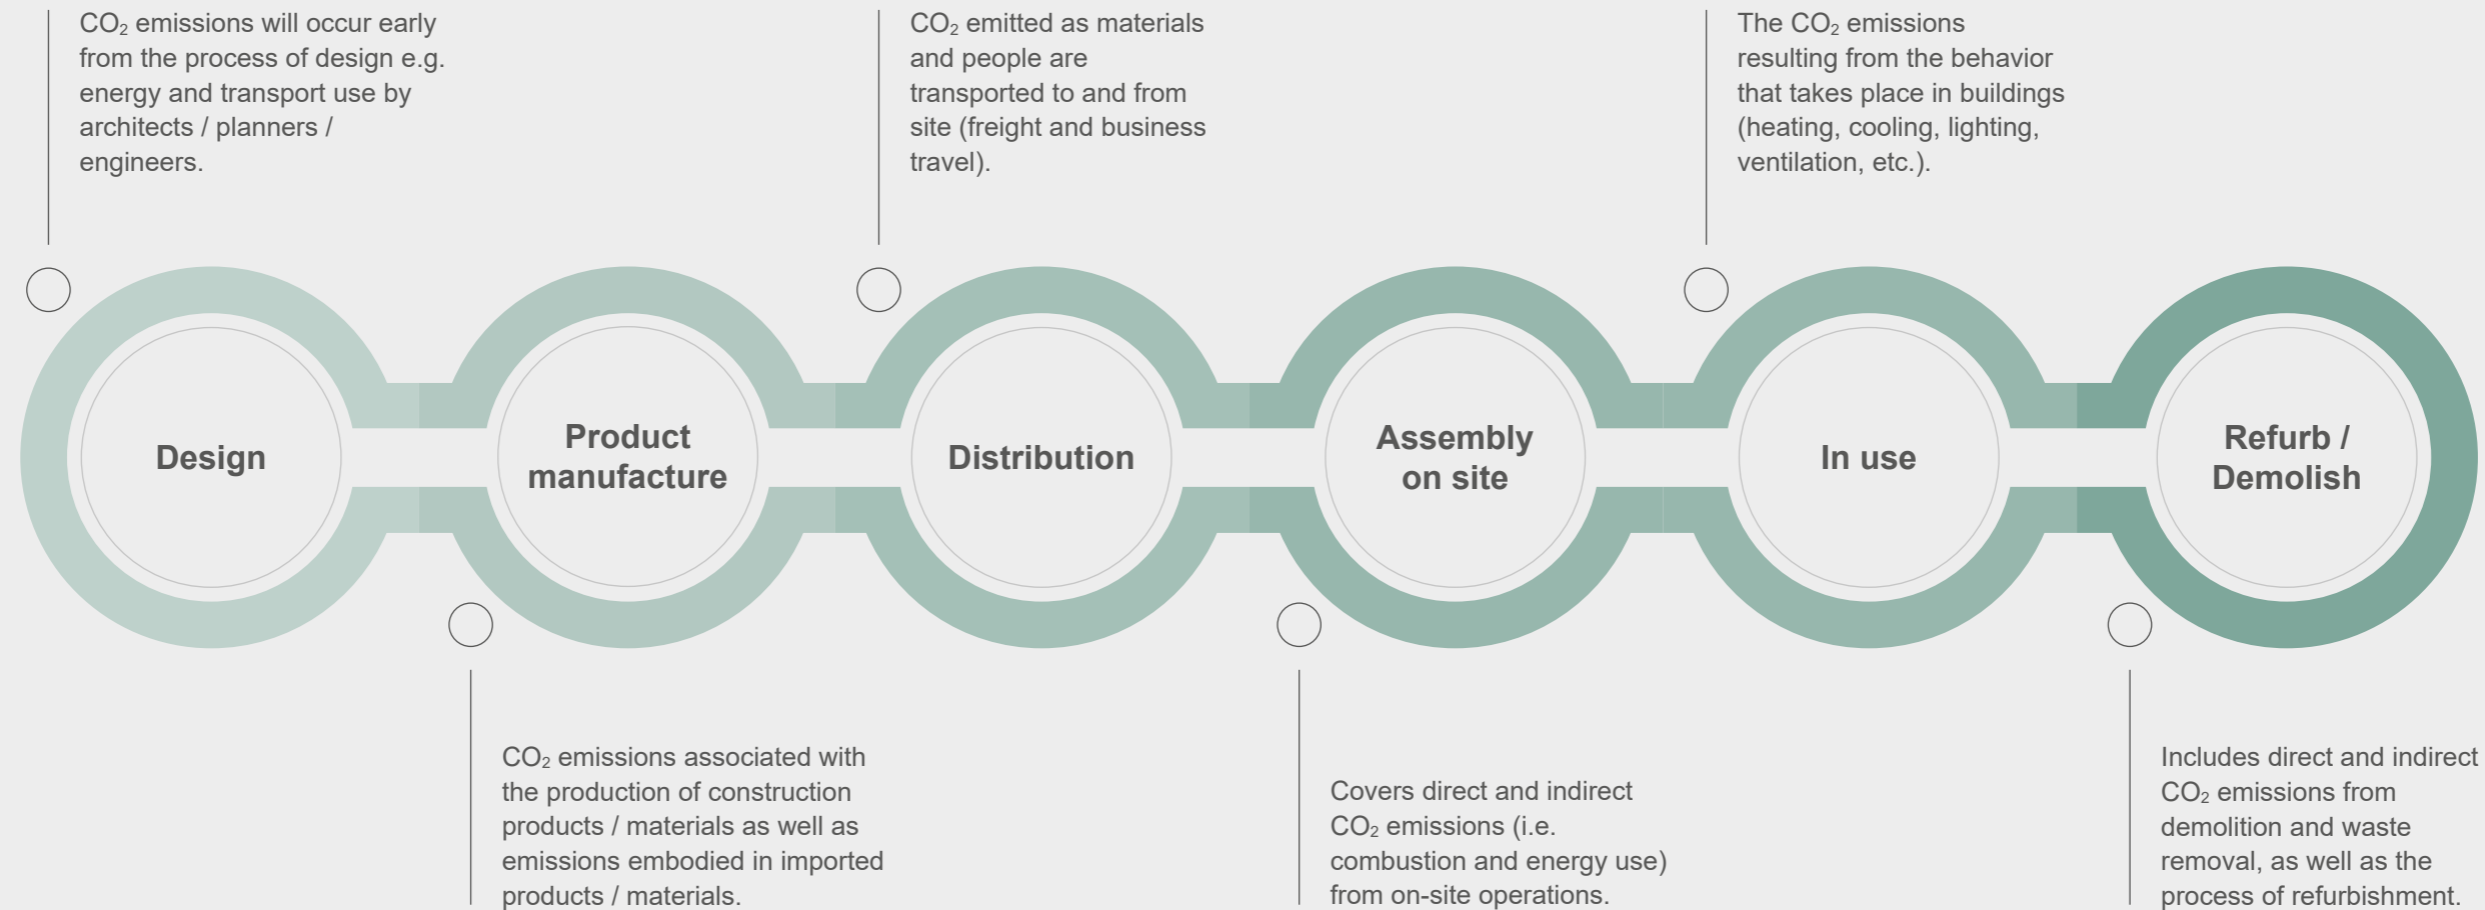 CO₂ emissions will occur early
from the process of design e.g.
energy and transport use by
architects / planners /
engineers.
CO₂ emitted as materials
and people are
transported to and from
site (freight and business
travel).
The CO₂ emissions
resulting from the behavior
that takes place in buildings
(heating, cooling, lighting,
ventilation, etc.).
Design
Product
manufacture
Distribution
Assembly
on site
In use
Refurb /
Demolish
CO₂ emissions associated with
the production of construction
products / materials as well as
emissions embodied in imported
products / materials.
Covers direct and indirect
CO₂ emissions (i.e.
combustion and energy use)
from on-site operations.
Includes direct and indirect
CO₂ emissions from
demolition and waste
removal, as well as the
process of refurbishment.